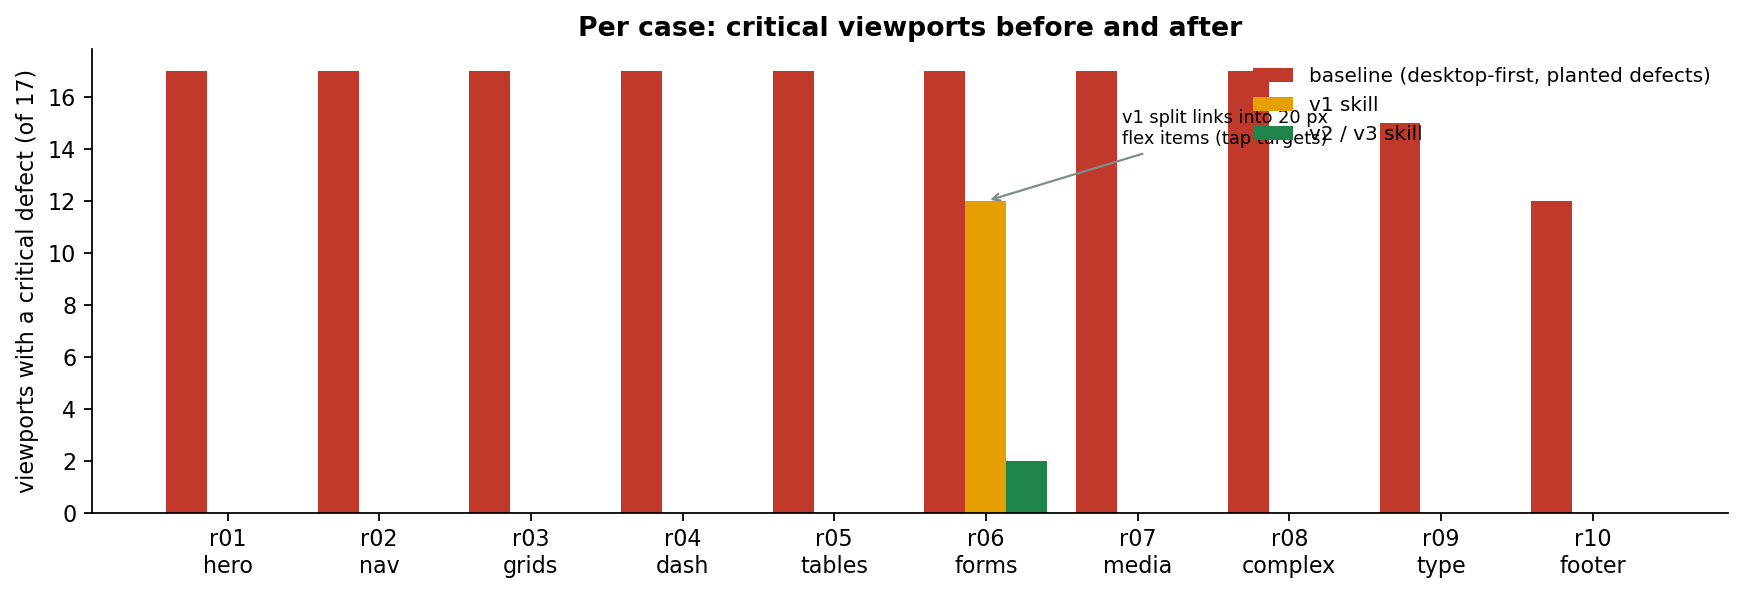 Per case: critical viewports before and after
viewports with a critical defect (of 17)
16
14
12
10
8
6
4
2
0
baseline (desktop-first, planted defects)
v1 skill
v2 / v3 skill
v1 split links into 20 px
flex items (tap targets)
r01
hero
r02
nav
r03
grids
r04
dash
r05
tables
r06
forms
r07
media
r08
complex
r09
type
r10
footer